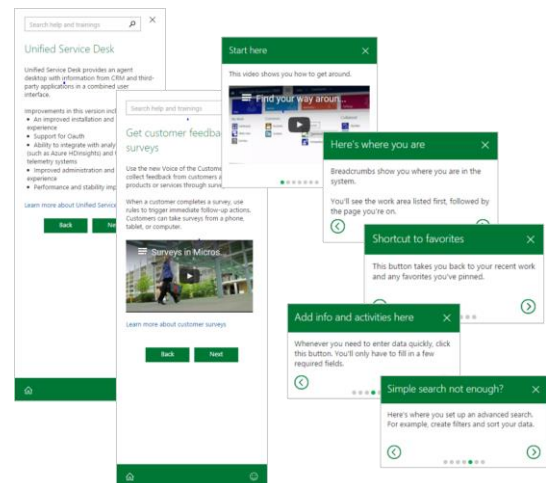 Search help and trainings
Unified Service Desk
Unified Service Desk provides an agent
desktop with information from CRM and third-
party applications in a combined user
interface.
improvements in this version incl
An improved installation and
experience
Support for Oauth
Ability to integrate with analy
(such as Azure HDInsights) and
telemetry systems
Improved administration and
experience
Performance and stability imp
Learn more about Unified Service
Back
Ne
Search help and trainings
Get customer feedba
surveys
Use the new Voice of the Custome
collect feedback from customers a
products or services through surve
When a customer completes a survey, use
rules to trigger immediate follow-up actions.
Customers can take surveys from a phone,
tablet, or computer.
Surveys in Micros...
Learn more about customer surveys
Back
Next
Start here
This video shows you how to get around.
Find your way aroun...
Here's where you are
Breadcrumbs show you where you are in the
system.
You'll see the work area listed first, followed by
the page you're on.
Shortcut to favorites
This button takes you back to your recent work
and any favorites you've pinned.
Add info and activities here
Whenever you need to enter data quickly, click
this button. You'll only have to fill in a few
required fields.
Simple search not enough?
Here's where you set up an advanced search.
For example, create filters and sort your data.